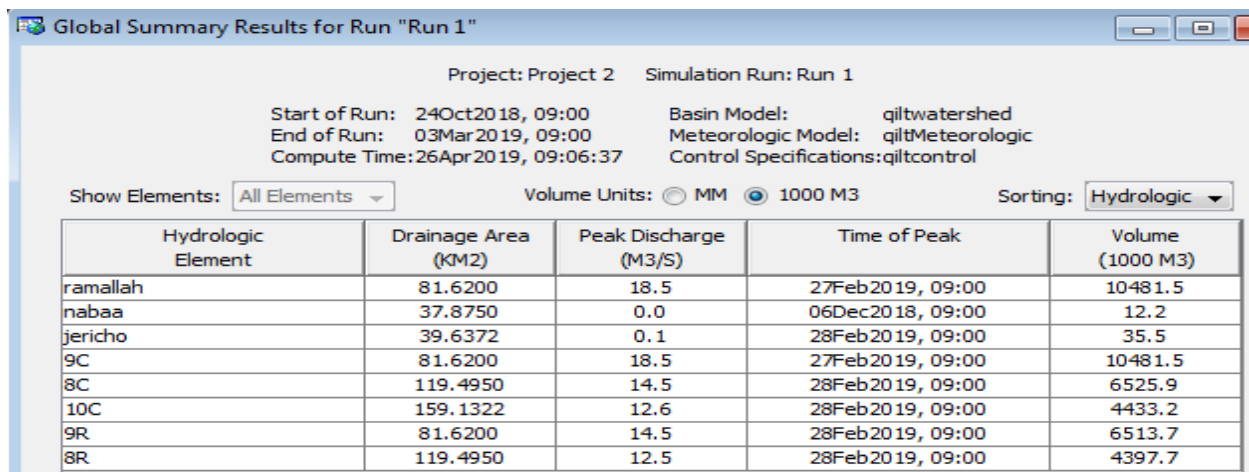 Global Summary Results for Run "Run 1"
Project: Project 2 Simulation Run: Run 1
Start of Run: 24Oct2018, 09:00 Basin Model: qiltwatershed
End of Run: 03Mar2019, 09:00 Meteorologic Model: qiltMeteorologic
Compute Time:26Apr2019, 09:06:37 Control Specifications:qiltcontrol
Show Elements: All Elements Volume Units: MM 1000 M3 Sorting: Hydrologic
Hydrologic Drainage Area Peak Discharge Time of Peak Volume
Element (KM2) (M3/S) (1000 M3)
ramallah 81.6200 18.5 27Feb2019, 09:00 10481.5
nabaa 37.8750 0.0 06Dec2018, 09:00 12.2
jericho 39.6372 0.1 28Feb2019, 09:00 35.5
9C 81.6200 18.5 27Feb2019, 09:00 10481.5
8C 119.4950 14.5 28Feb2019, 09:00 6525.9
10C 159.1322 12.6 28Feb2019, 09:00 4433.2
9R 81.6200 14.5 28Feb2019, 09:00 6513.7
8R 119.4950 12.5 28Feb2019, 09:00 4397.7